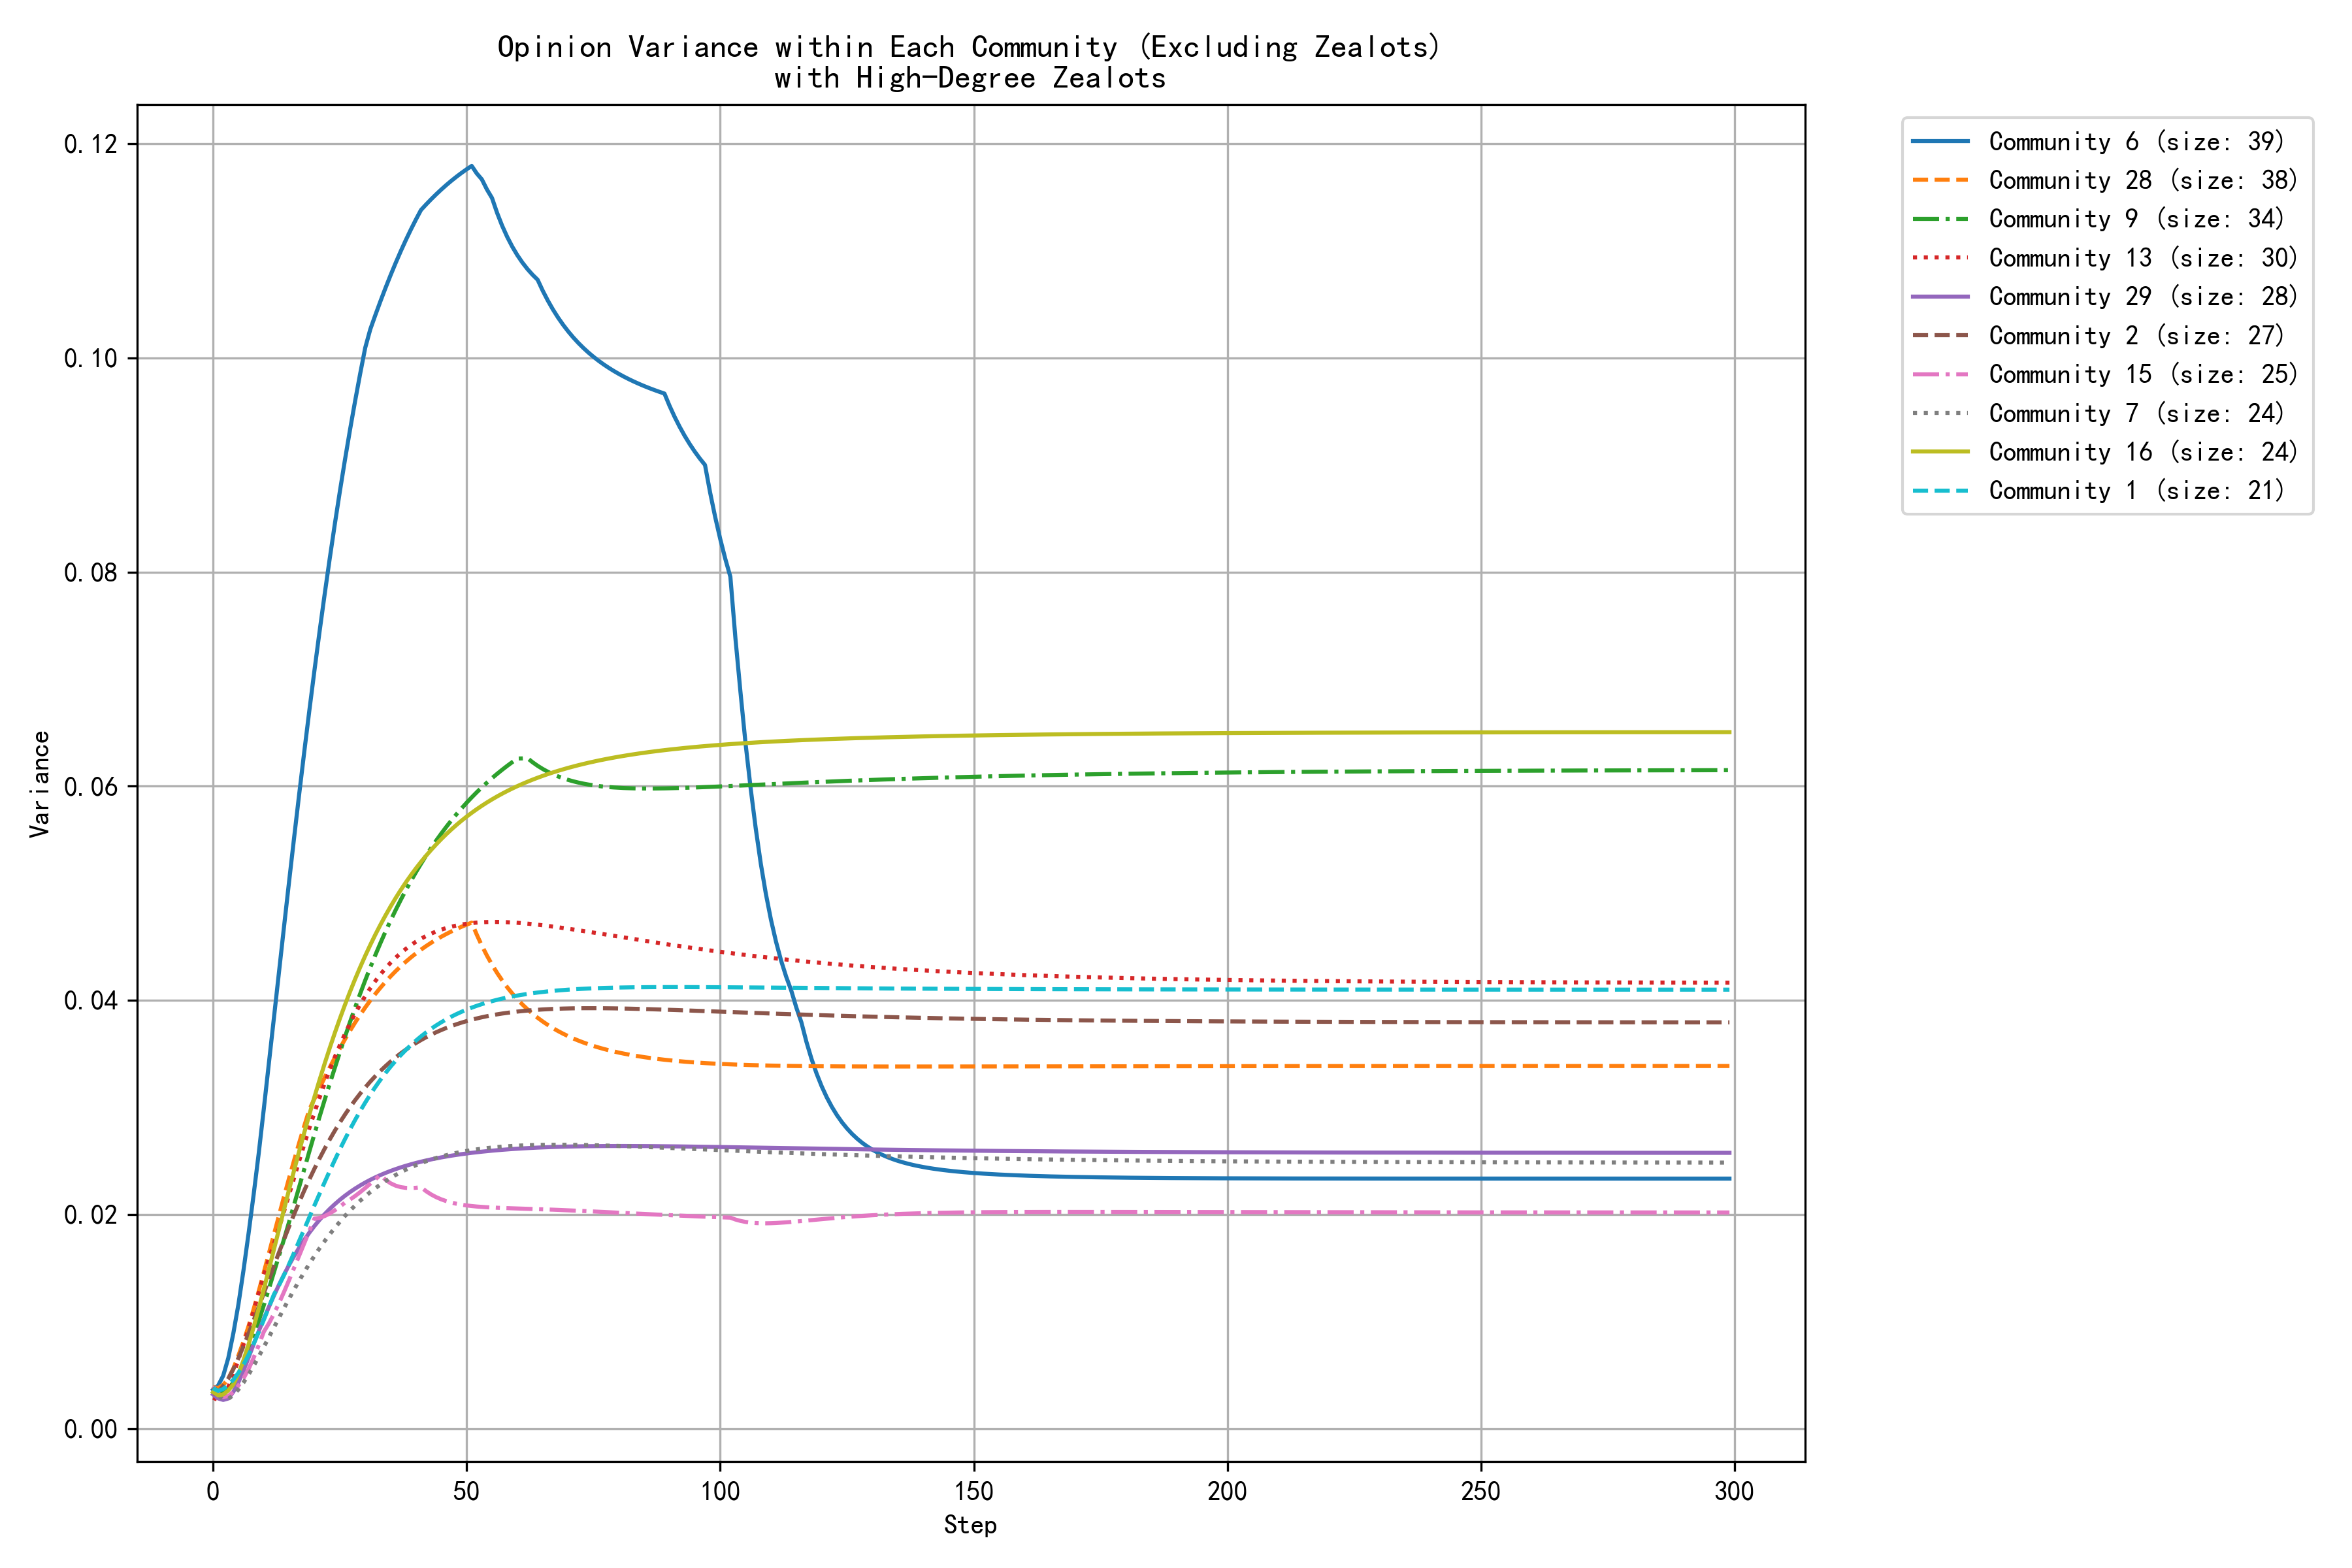 Opinion Variance within Each Community (Excluding Zealots)
with High-Degree Zealots
Variance
0.12
0.10
0.08
0.06
0.04
0.02
0.00
0
50
100
150
200
250
300
Step
Community 6 (size: 39)
Community 28 (size: 38)
Community 9 (size: 34)
Community 13 (size: 30)
Community 29 (size: 28)
Community 2 (size: 27)
Community 15 (size: 25)
Community 7 (size: 24)
Community 16 (size: 24)
Community 1 (size: 21)